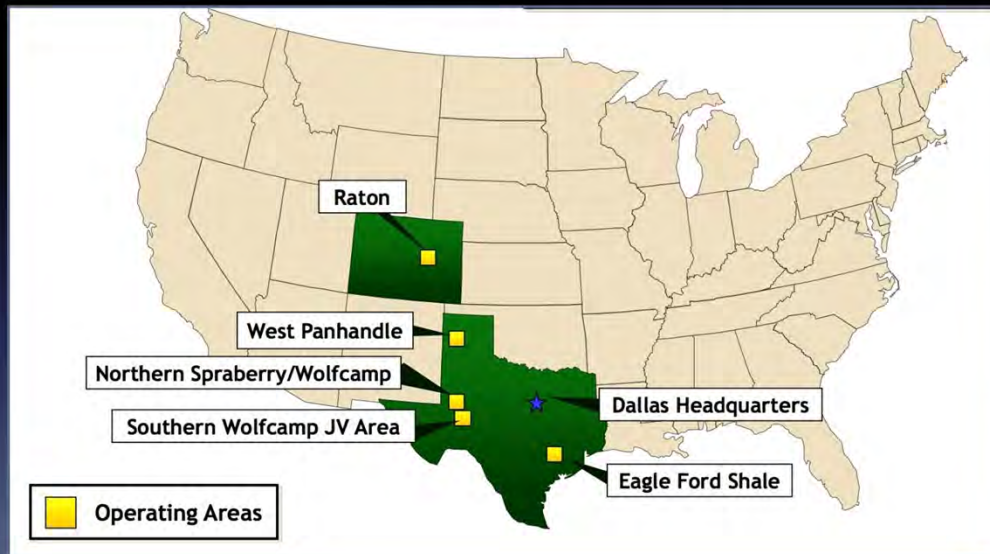 Raton
West Panhandle
Northern Spraberry/Wolfcamp
Southern Wolfcamp JV Area
Dallas Headquarters
Eagle Ford Shale
Operating Areas